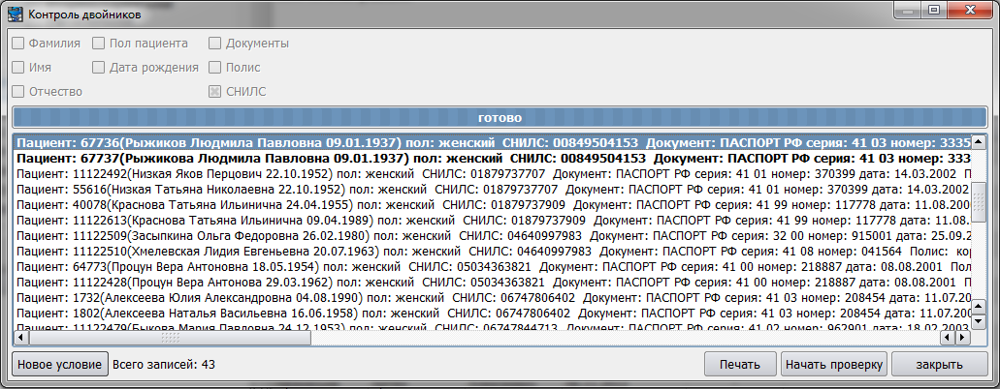 Контроль двойников
Фамилия Пол пациента Документы
Имя Дата рождения Полис
Отчество СНИЛС
готово
Пациент: 67736(Рыжиков Людмила Павловна 09.01.1937) пол: женский СНИЛС: 00849504153 Документ: ПАСПОРТ РФ серия: 41 03 номер: 3335
Пациент: 67737(Рыжикова Людмила Павловна 09.01.1937) пол: женский СНИЛС: 00849504153 Документ: ПАСПОРТ РФ серия: 41 03 номер: 333
Пациент: 11122492(Низкая Яков Перцович 22.10.1952) пол: женский СНИЛС: 01879737707 Документ: ПАСПОРТ РФ серия: 41 01 номер: 370399 дата: 14.03.2002 П
Пациент: 55616(Низкая Татьяна Николаевна 22.10.1952) пол: женский СНИЛС: 01879737707 Документ: ПАСПОРТ РФ серия: 41 01 номер: 370399 дата: 14.03.2002
Пациент: 40078(Краснова Татьяна Ильинична 24.04.1955) пол: женский СНИЛС: 01879737909 Документ: ПАСПОРТ РФ серия: 41 99 номер: 117778 дата: 11.08.200
Пациент: 11122613(Краснова Татьяна Ильинична 09.04.1989) пол: женский СНИЛС: 01879737909 Документ: ПАСПОРТ РФ серия: 41 99 номер: 117778 дата: 11.08.
Пациент: 11122509(Засыпкина Ольга Федоровна 26.02.1980) пол: женский СНИЛС: 04640997983 Документ: ПАСПОРТ РФ серия: 32 00 номер: 915001 дата: 25.09.2
Пациент: 11122510(Хмелевская Лидия Евгеньевна 20.07.1963) пол: женский СНИЛС: 04640997983 Документ: ПАСПОРТ РФ серия: 41 08 номер: 041564 Полис: кор
Пациент: 64773(Процун Вера Антоновна 18.05.1954) пол: женский СНИЛС: 05034363821 Документ: ПАСПОРТ РФ серия: 41 00 номер: 218887 дата: 08.08.2001 Пол
Пациент: 11122428(Процун Вера Антонова 29.03.1962) пол: женский СНИЛС: 05034363821 Документ: ПАСПОРТ РФ серия: 41 00 номер: 218887 дата: 08.08.2001 П
Пациент: 1732(Алексеева Юлия Александровна 04.08.1990) пол: женский СНИЛС: 06747806402 Документ: ПАСПОРТ РФ серия: 41 03 номер: 208454 дата: 11.07.20
Пациент: 1802(Алексеева Наталья Васильевна 16.06.1958) пол: женский СНИЛС: 06747806402 Документ: ПАСПОРТ РФ серия: 41 03 номер: 208454 дата: 11.07.200
Пациент: 11122479(Быкова Мария Павловна 24.12.1953) пол: женский СНИЛС: 06747844713 Документ: ПАСПОРТ РФ серия: 41 02 номер: 962901 дата: 18.02.2003
Новое условие Всего записей: 43 Печать Начать проверку закрыть